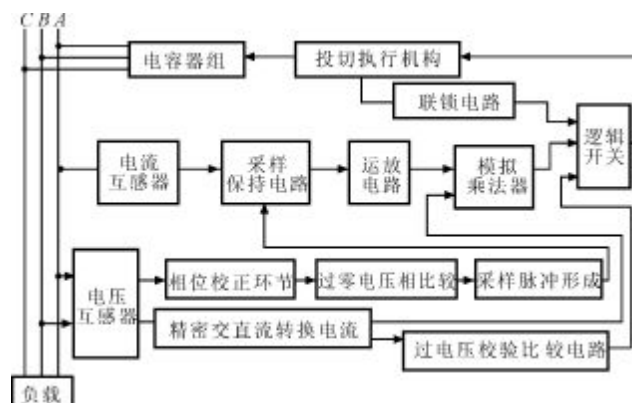 C B A
电容器组
投切执行机构
联锁电路
逻辑
开关
电流
互感器
采样
保持电路
运放
电路
模拟
乘法器
电压
互感器
相位校正环节
过零电压相比较
采样脉冲形成
精密交直流转换电流
过电压校验比较电路
负载